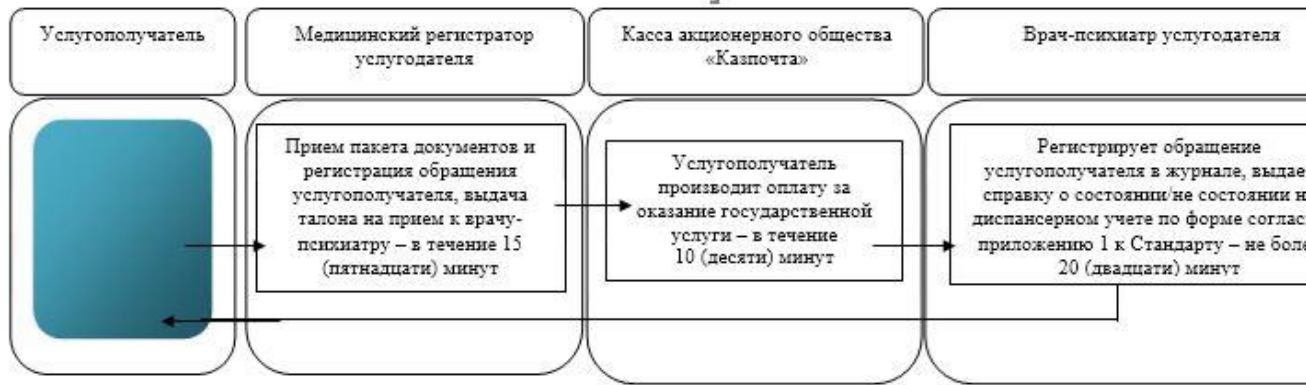 Услугополучатель
Медицинский регистратор
услугодателя
Касса акционерного общества
«Казпочта»
Врач-психиатр услугодателя
Прием пакета документов и
регистрация обращения
услугополучателя, выдача
талона на прием к врачу-
психиатру – в течение 15
(пятнадцати) минут
Услугополучатель
производит оплату за
оказание государственной
услуги – в течение
10 (десяти) минут
Регистрирует обращение
услугополучателя в журнале, выдае
справку о состоянии/не состоянии н
диспансерном учете по форме соглас
приложению 1 к Стандарту – не боле
20 (двадцати) минут